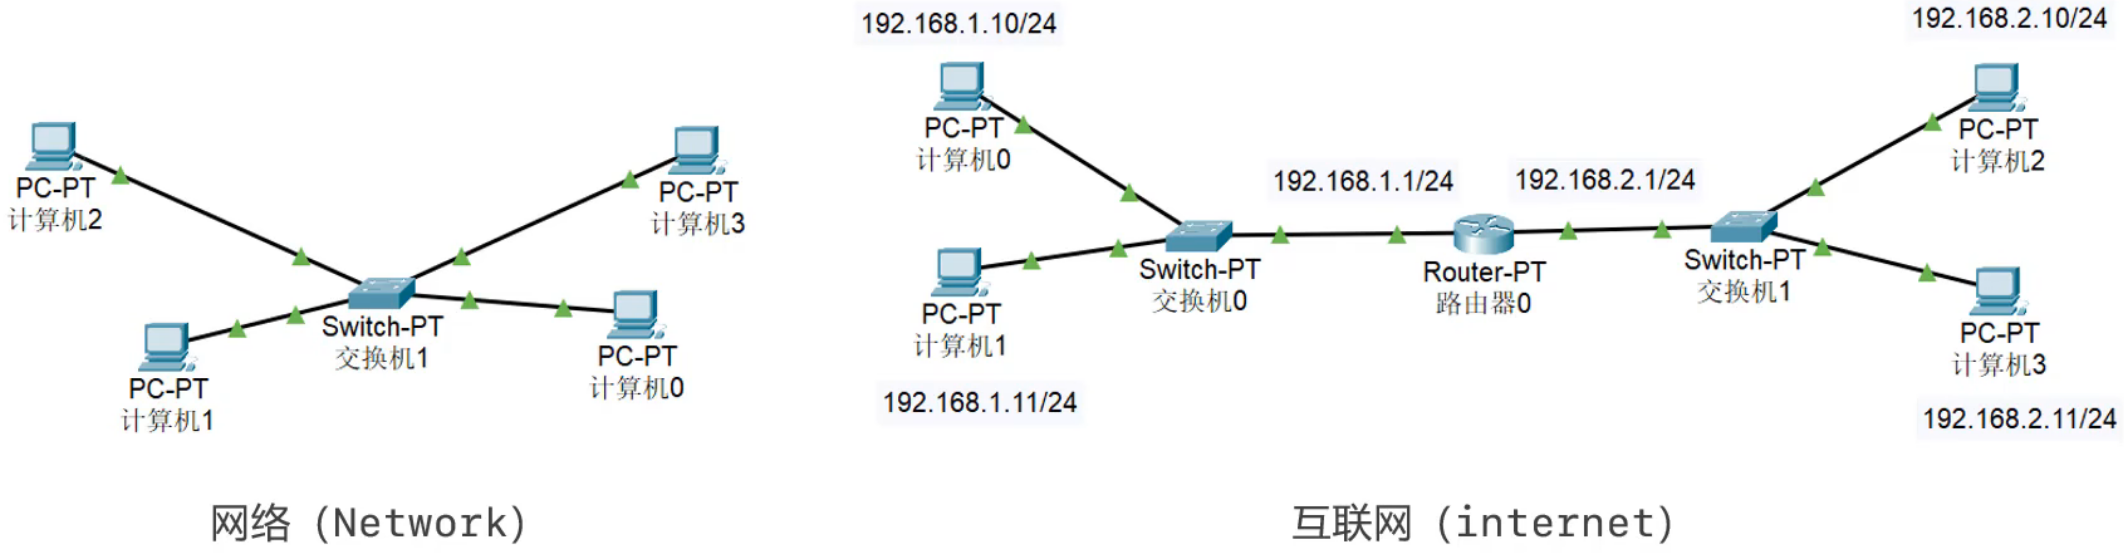 PC-PT
计算机2
PC-PT
计算机3
Switch-PT
交换机1
PC-PT
计算机1
PC-PT
计算机0
网络（Network）
192.168.1.10/24
PC-PT
计算机0
192.168.2.10/24
PC-PT
计算机2
192.168.1.1/24
192.168.2.1/24
Switch-PT
交换机0
Router-PT
路由器0
Switch-PT
交换机1
PC-PT
计算机1
192.168.1.11/24
PC-PT
计算机3
192.168.2.11/24
互联网（internet）